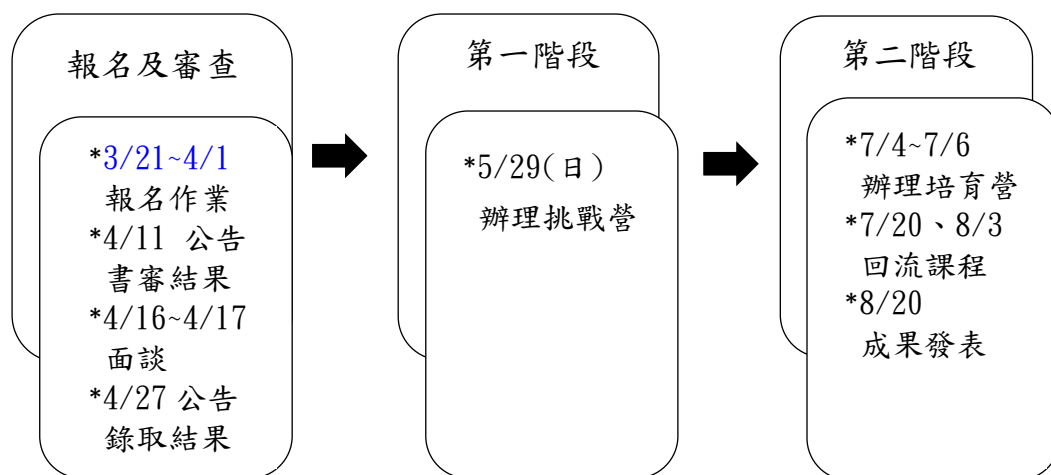 報名及審查
*3/21~4/1
報名作業
*4/11 公告
書審結果
*4/16~4/17
面談
*4/27 公告
錄取結果
第一階段
*5/29(日)
辦理挑戰營
第二階段
*7/4~7/6
辦理培育營
*7/20、8/3
回流課程
*8/20
成果發表